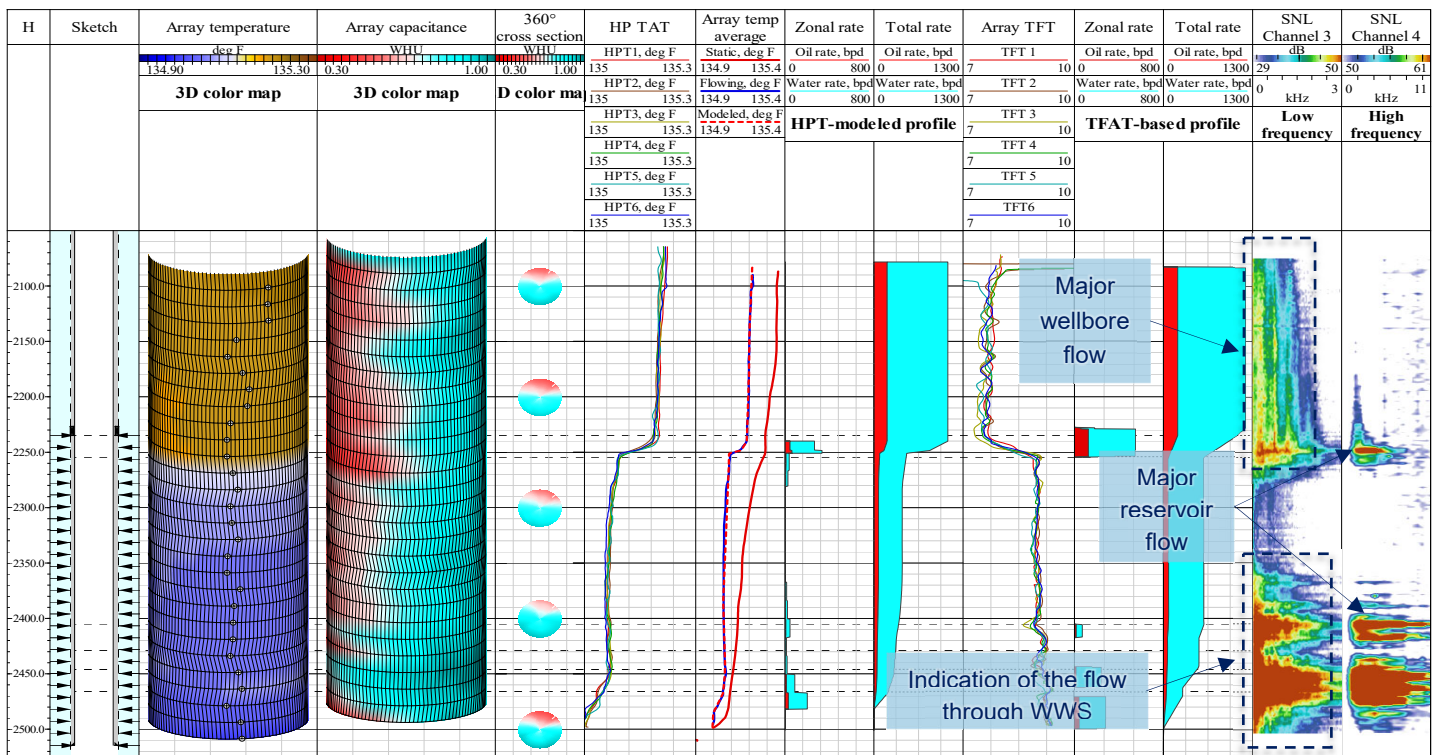 H
Sketch
Array temperature
Array capacitance
360°
cross section
HP TAT
Array temp
average
Zonal rate
Total rate
Array TFT
Zonal rate
Total rate
SNL
Channel 3
SNL
Channel 4
deg F
134.90 135.30
3D color map
WHU
0.30 1.00
3D color map
WHU
0.30 1.00
D color map
HPT1, deg F
135 135.3
HPT2, deg F
135 135.3
HPT3, deg F
135 135.3
HPT4, deg F
135 135.3
HPT5, deg F
135 135.3
HPT6, deg F
135 135.3
Static, deg F
134.9 135.4
Flowing, deg F
134.9 135.4
Modeled, deg F
134.9 135.4
Oil rate, bpd
0 800
Water rate, bpd
0 800
Oil rate, bpd
0 1300
Water rate, bpd
0 1300
HPT-modeled profile
TFT 1
7 10
TFT 2
7 10
TFT 3
7 10
TFT 4
7 10
TFT 5
7 10
TFT6
7 10
Oil rate, bpd
0 800
Water rate, bpd
0 800
Oil rate, bpd
0 1300
Water rate, bpd
0 1300
TFAT-based profile
dB
29 50
0 3
kHz
Low
frequency
dB
50 61
0 11
kHz
High
frequency
2100.0
2150.0
2200.0
2250.0
2300.0
2350.0
2400.0
2450.0
2500.0
Major
wellbore
flow
Major
reservoir
flow
Indication of the flow
through WWS